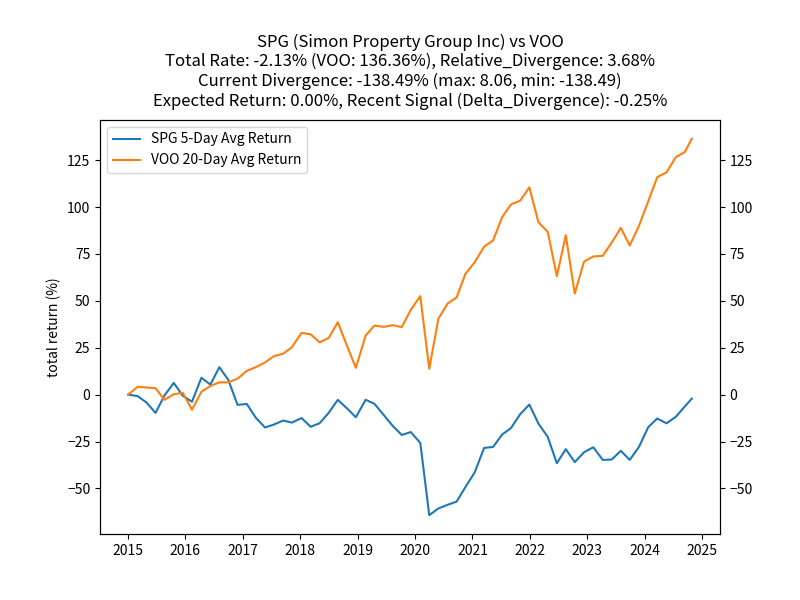 SPG (Simon Property Group Inc) vs VOO
Total Rate: -2.13% (VOO: 136.36%), Relative_Divergence: 3.68%
Current Divergence: -138.49% (max: 8.06, min: -138.49)
Expected Return: 0.00%, Recent Signal (Delta_Divergence): -0.25%
SPG 5-Day Avg Return
VOO 20-Day Avg Return
total return (%)
125
100
75
50
25
0
−25
−50
125
100
75
50
25
0
−25
−50
2015 2016 2017 2018 2019 2020 2021 2022 2023 2024 2025